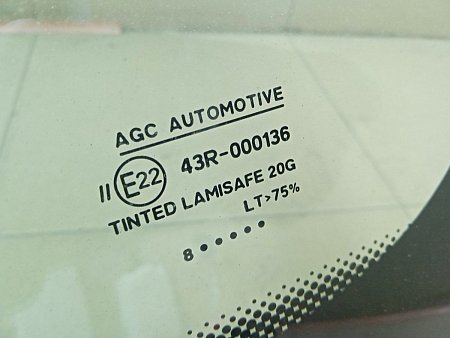 AGC AUTOMOTIVE
II E22 43R-000136
TINTED LAMISAFE 20G
LT>75%
8•••••